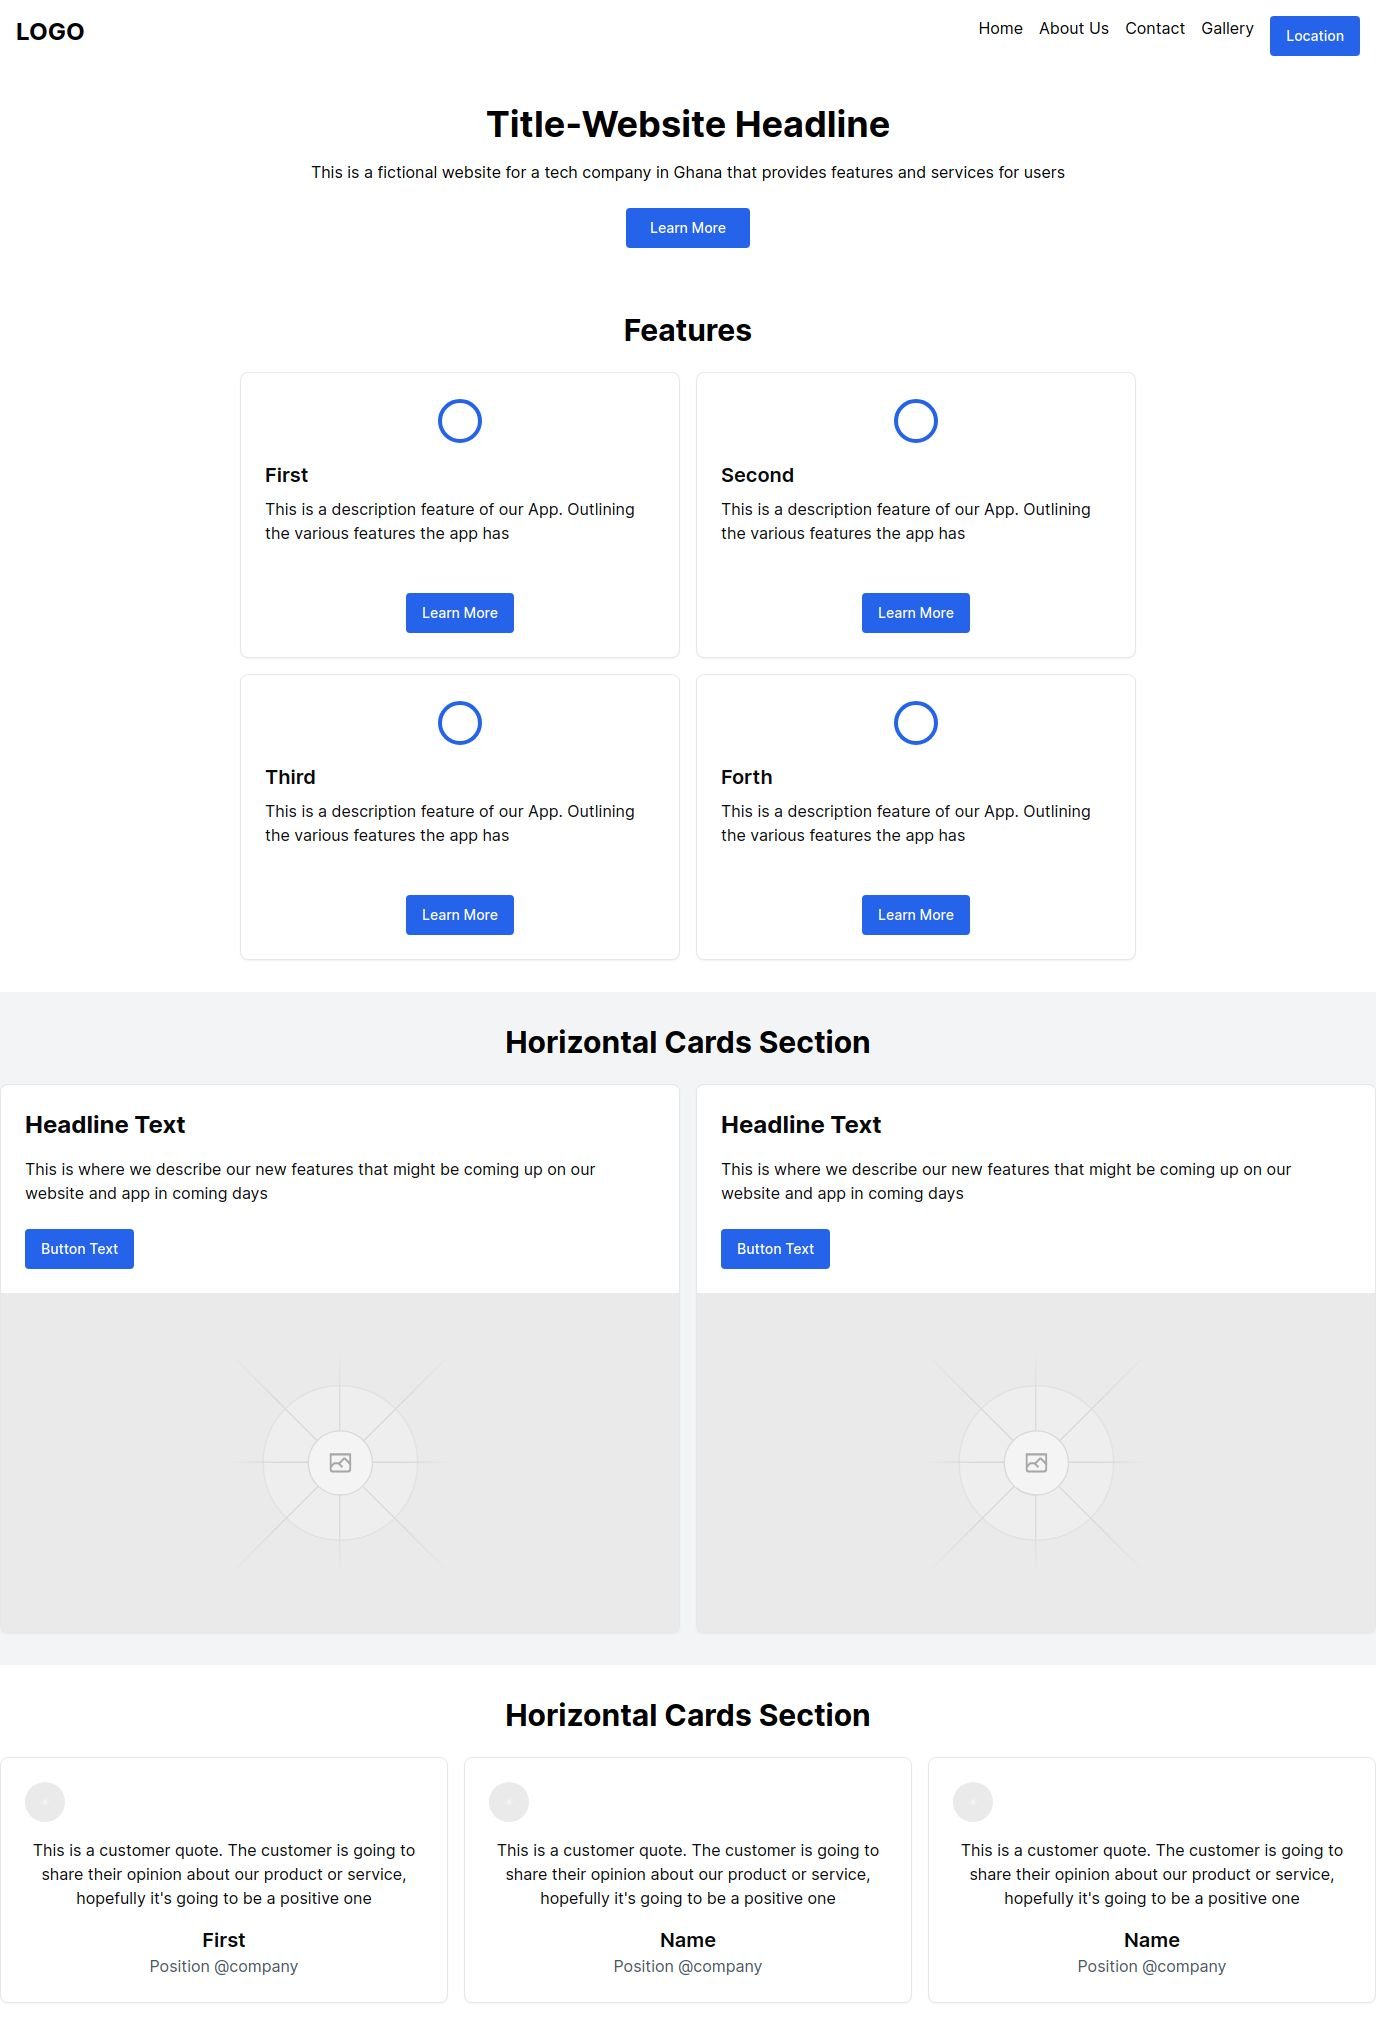 LOGO
Home About Us Contact Gallery Location
Title-Website Headline
This is a fictional website for a tech company in Ghana that provides features and services for users
Learn More
Features
First
This is a description feature of our App. Outlining
the various features the app has
Learn More
Second
This is a description feature of our App. Outlining
the various features the app has
Learn More
Third
This is a description feature of our App. Outlining
the various features the app has
Learn More
Forth
This is a description feature of our App. Outlining
the various features the app has
Learn More
Horizontal Cards Section
Headline Text
This is where we describe our new features that might be coming up on our
website and app in coming days
Button Text
Headline Text
This is where we describe our new features that might be coming up on our
website and app in coming days
Button Text
Horizontal Cards Section
This is a customer quote. The customer is going to
share their opinion about our product or service,
hopefully it's going to be a positive one
First
Position @company
This is a customer quote. The customer is going to
share their opinion about our product or service,
hopefully it's going to be a positive one
Name
Position @company
This is a customer quote. The customer is going to
share their opinion about our product or service,
hopefully it's going to be a positive one
Name
Position @company